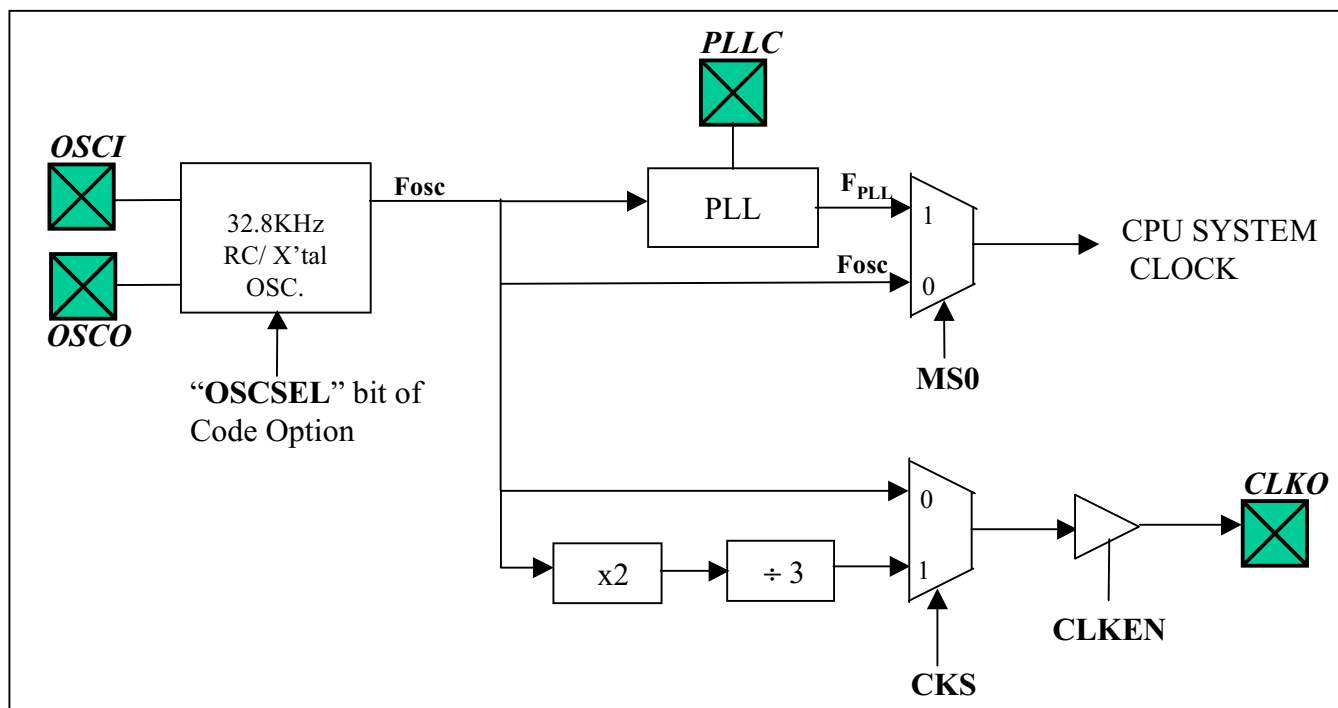 PLLC
OSCI
Fosc
32.8KHz
RC/ X’tal
OSC.
OSCO
“OSCSEL” bit of
Code Option
PLL
FPLL
1
Fosc
0
CPU SYSTEM
CLOCK
MS0
0
x2
÷ 3
1
CKS
CLKEN
CLKO